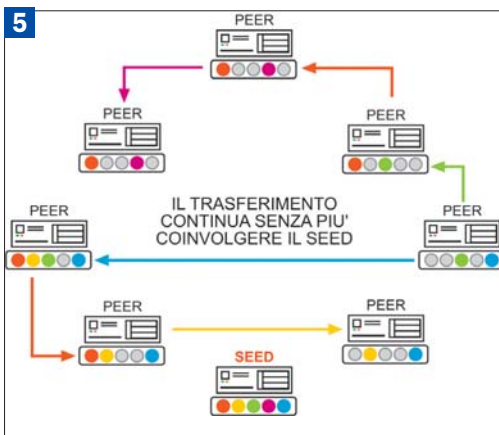 5
PEER
PEER
PEER
IL TRASFERIMENTO
CONTINUA SENZA PIU'
COINVOLGERE IL SEED
PEER
PEER
PEER
PEER
SEED